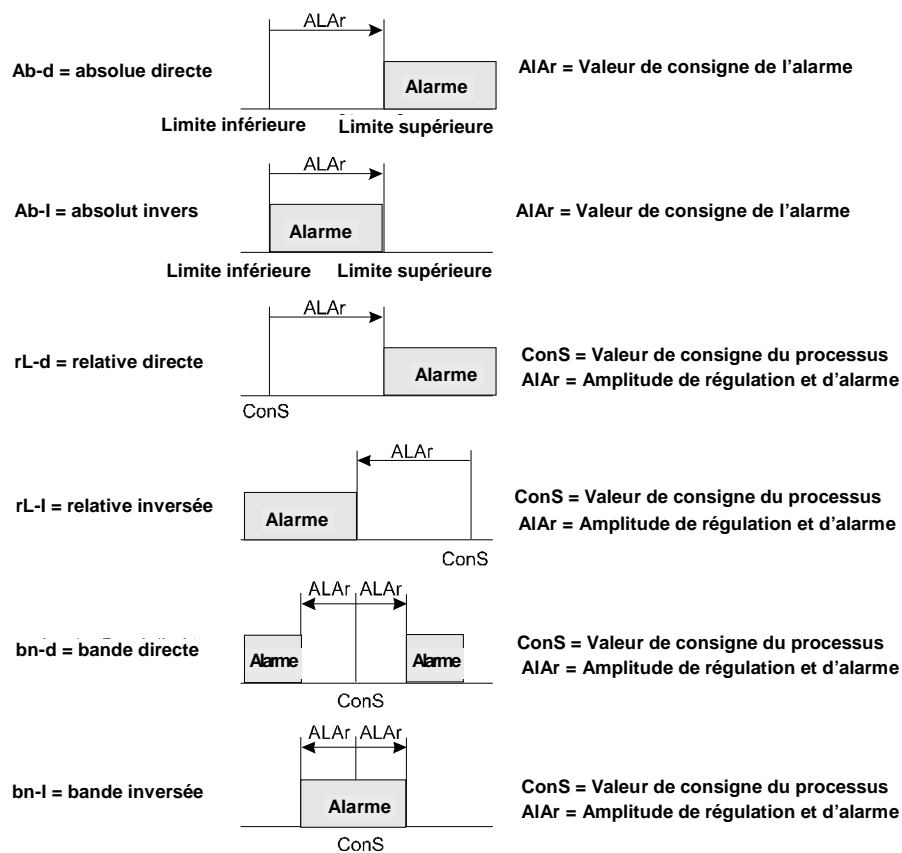 ALAr
Ab-d = absolue directe
Alarme
AlAr = Valeur de consigne de l'alarme
Limite inférieure Limite supérieure
ALAr
Ab-I = absolut invers
Alarme
AlAr = Valeur de consigne de l'alarme
Limite inférieure Limite supérieure
ALAr
rL-d = relative directe
Alarme
ConS = Valeur de consigne du processus
AlAr = Amplitude de régulation et d'alarme
ConS
ALAr
rL-I = relative inversée
Alarme
ConS = Valeur de consigne du processus
AlAr = Amplitude de régulation et d'alarme
ConS
ALAr ALAr
bn-d = bande directe
Alarme Alarme
ConS = Valeur de consigne du processus
AlAr = Amplitude de régulation et d'alarme
ConS
ALAr ALAr
bn-I = bande inversée
Alarme
ConS = Valeur de consigne du processus
AlAr = Amplitude de régulation et d'alarme
ConS